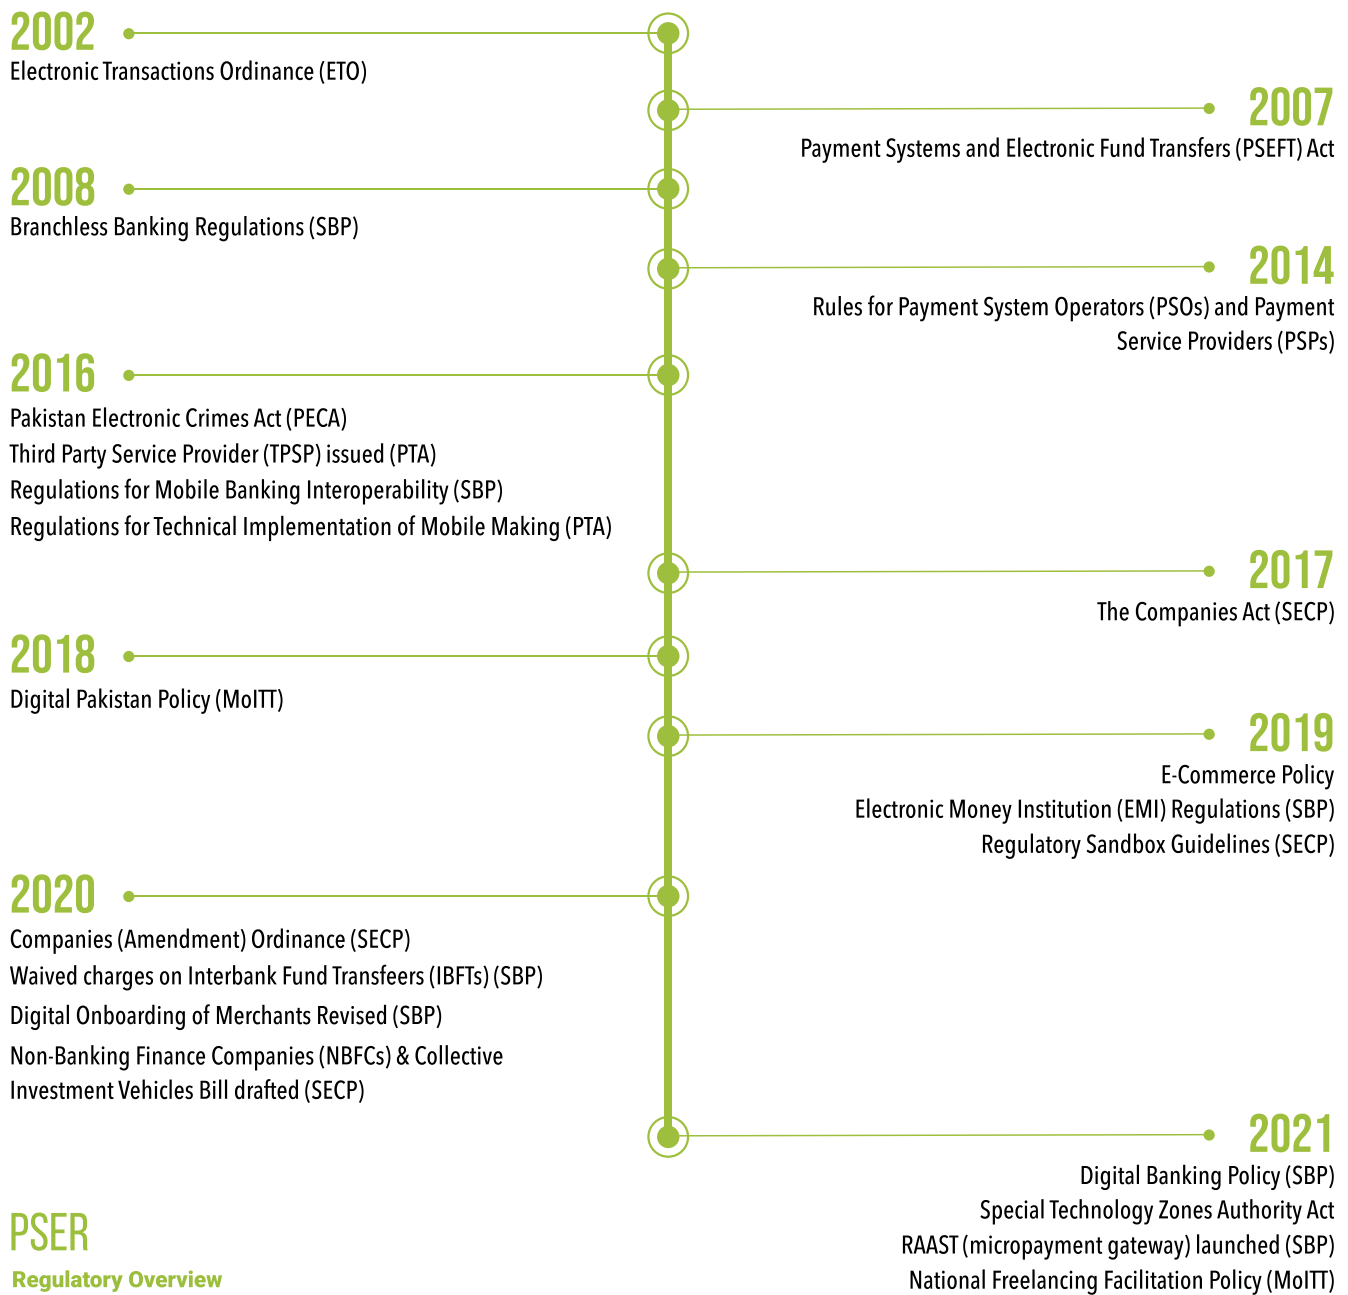 2002
Electronic Transactions Ordinance (ETO)
2007
Payment Systems and Electronic Fund Transfers (PSEFT) Act
2008
Branchless Banking Regulations (SBP)
2014
Rules for Payment System Operators (PSOs) and Payment
Service Providers (PSPs)
2016
Pakistan Electronic Crimes Act (PECA)
Third Party Service Provider (TPSP) issued (PTA)
Regulations for Mobile Banking Interoperability (SBP)
Regulations for Technical Implementation of Mobile Making (PTA)
2017
The Companies Act (SECP)
2018
Digital Pakistan Policy (MoITT)
2019
E-Commerce Policy
Electronic Money Institution (EMI) Regulations (SBP)
Regulatory Sandbox Guidelines (SECP)
2020
Companies (Amendment) Ordinance (SECP)
Waived charges on Interbank Fund Transfeers (IBFTs) (SBP)
Digital Onboarding of Merchants Revised (SBP)
Non-Banking Finance Companies (NBFCs) & Collective
Investment Vehicles Bill drafted (SECP)
2021
Digital Banking Policy (SBP)
Special Technology Zones Authority Act
RAAST (micropayment gateway) launched (SBP)
National Freelancing Facilitation Policy (MoITT)
PSER
Regulatory Overview